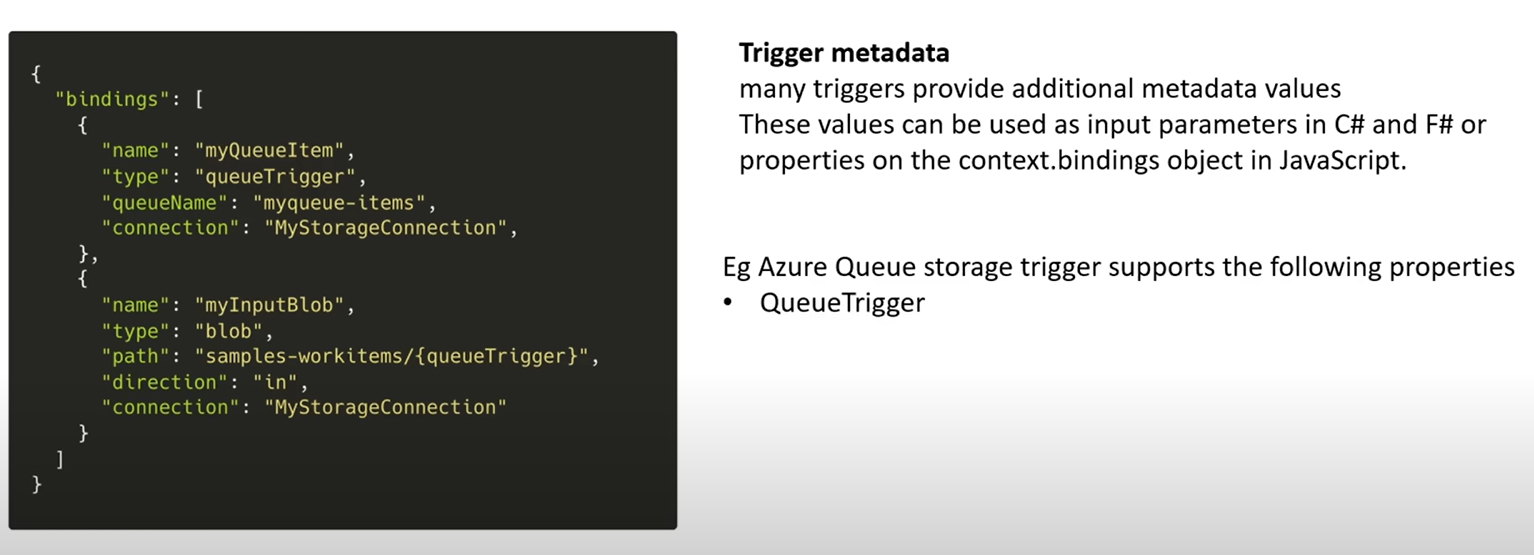 {
"bindings": [
{
"name": "myQueueItem",
"type": "queueTrigger",
"queueName": "myqueue-items",
"connection": "MyStorageConnection",
},
{
"name": "myInputBlob",
"type": "blob",
"path": "samples-workitems/{queueTrigger}",
"direction": "in",
"connection": "MyStorageConnection"
}
]
}
Trigger metadata
many triggers provide additional metadata values
These values can be used as input parameters in C# and F# or
properties on the context.bindings object in JavaScript.
Eg Azure Queue storage trigger supports the following properties
• QueueTrigger